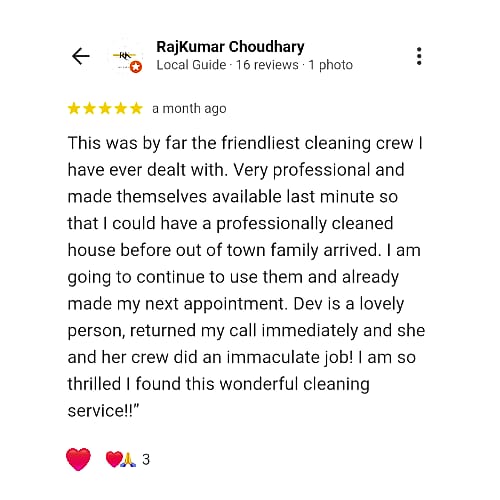 RajKumar Choudhary
Local Guide · 16 reviews · 1 photo
a month ago
This was by far the friendliest cleaning crew I
have ever dealt with. Very professional and
made themselves available last minute so
that I could have a professionally cleaned
house before out of town family arrived. I am
going to continue to use them and already
made my next appointment. Dev is a lovely
person, returned my call immediately and she
and her crew did an immaculate job! I am so
thrilled I found this wonderful cleaning
service!!”
3